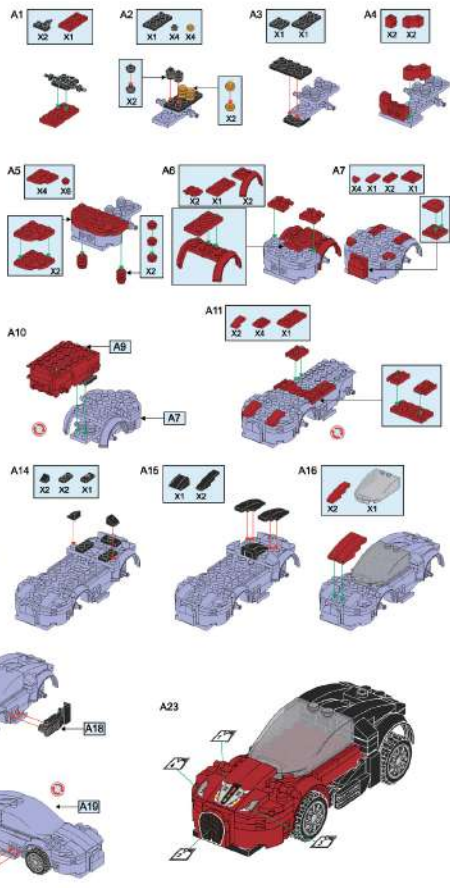 A1
X2 X1
A2
X1 X4 X4
X2
X2
A3
X1 X1
A4
X2 X2
A5
X4 X6
X2
X2
A6
X2 X1 X2
A7
X4 X1 X2 X1
A10
A9
A7
A11
X2 X4 X1
A14
X2 X2 X1
A15
X1 X2
A16
X2 X1
A18
A19
A23